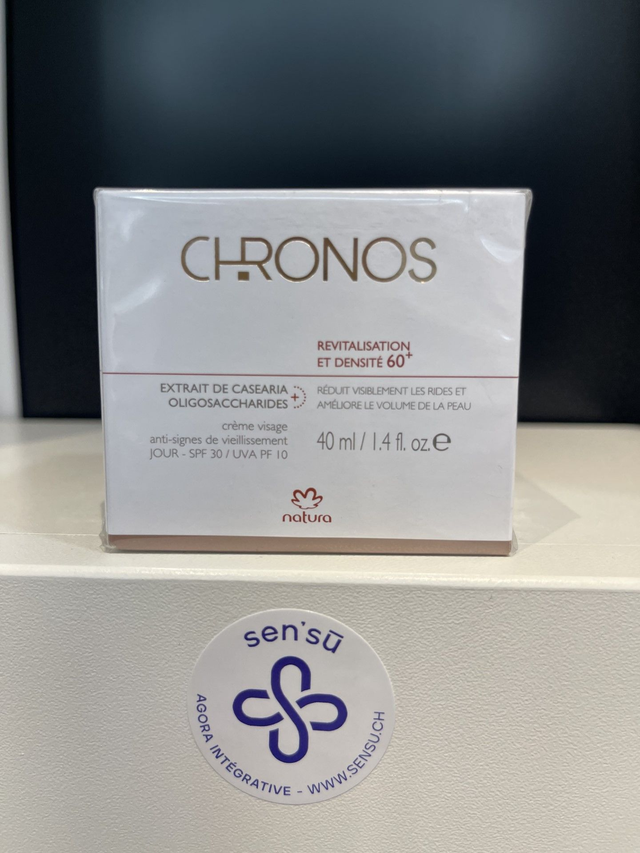 CHRONOS
REVITALISATION
ET DENSITÉ 60+
EXTRAIT DE CASEARIA
OLIGOSACCHARIDES +
RÉDUIT VISIBLEMENT LES RIDES ET
AMÉLIORE LE VOLUME DE LA PEAU
crème visage
anti-signes de vieillissement
JOUR - SPF 30 / UVA PF 10
40 ml / 1.4 fl. oz. e
natura
sen'sū
AGORA INTÉGRATIVE - WWW.SENSU.CH